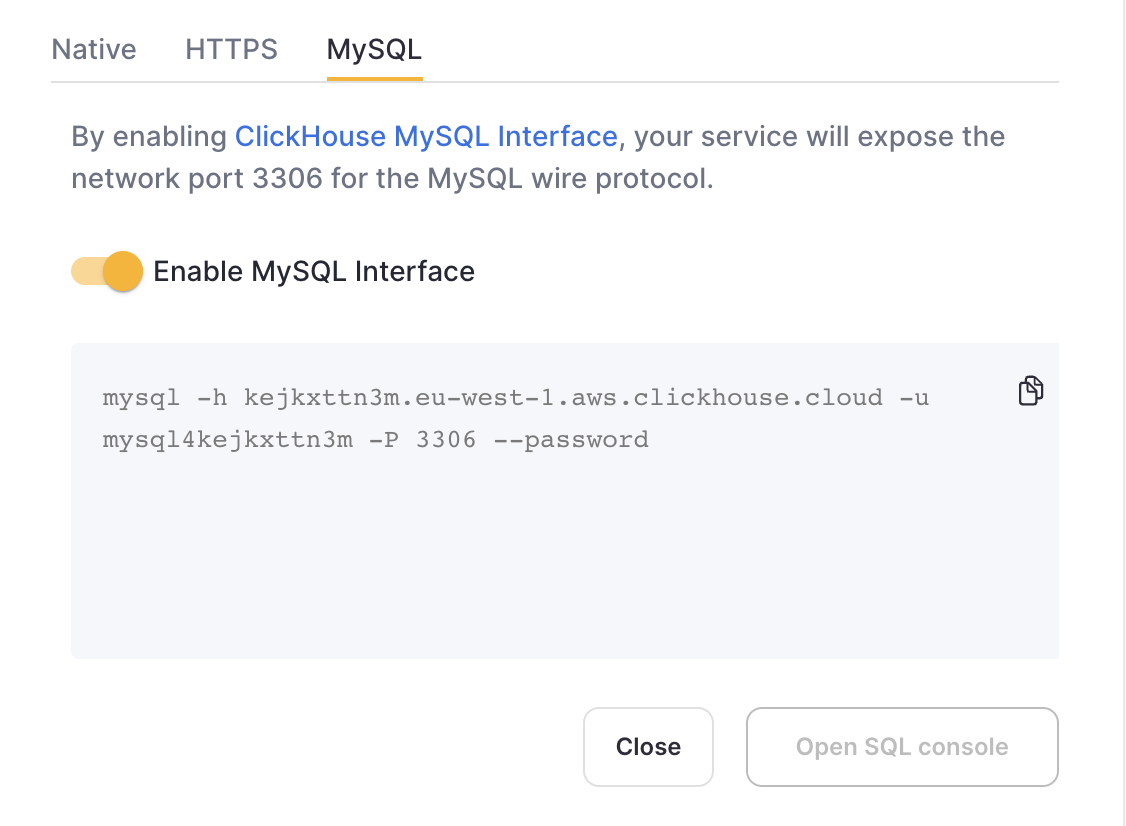 Native HTTPS MySQL
By enabling ClickHouse MySQL Interface, your service will expose the
network port 3306 for the MySQL wire protocol.
Enable MySQL Interface
mysql -h kejkxttn3m.eu-west-1.aws.clickhouse.cloud -u
mysql4kejkxttn3m -P 3306 --password
Close Open SQL console